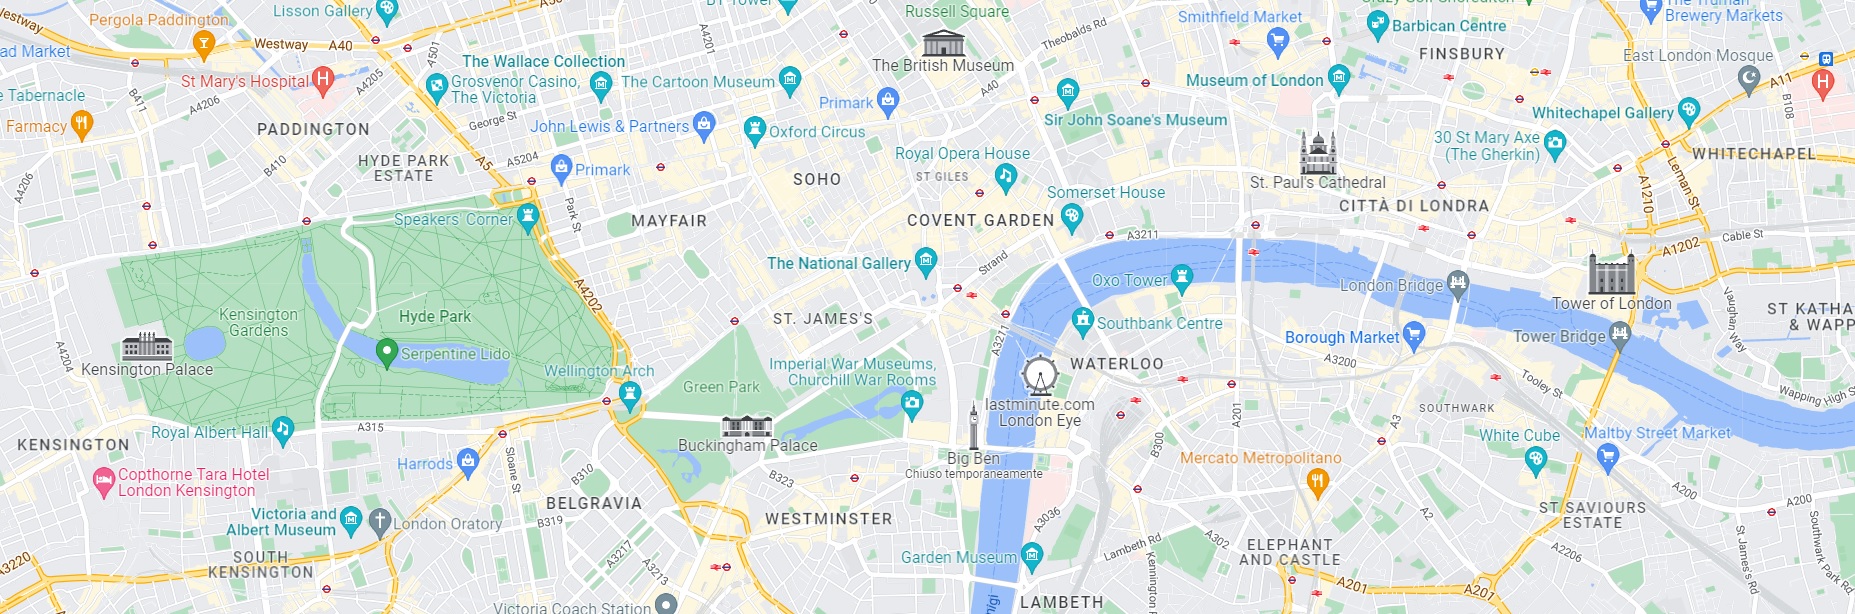 Lisson Gallery
A50
BT Tower
Russell Square
Pergola Paddington
Westway
A501
A4201
Smithfield Market
Theobalds Rd
Barbican Centre
The Truman
Brewery Markets
Westway
A40
FINSBURY
East London Mosque
ad Market
The Wallace Collection
The British Museum
St Mary's Hospital
A4205
Grosvenor Casino,
The Victoria
The Cartoon Museum
A40
Museum of London
A11
e Tabernacle
B411
A4206
Primark
B108
Farmacy
George St
John Lewis & Partners
Oxford Circus
Sir John Soane's Museum
Whitechapel Gallery
PADDINGTON
30 St Mary Axe
(The Gherkin)
HYDE PARK
ESTATE
B410
A5
A5204
Royal Opera House
WHITECHAPEL
A4206
Primark
SOHO
ST GILES
Somerset House
St. Paul's Cathedral
A1210
Leman St
Speakers' Corner
Park St
MAYFAIR
COVENT GARDEN
A3211
CITTÀ DI LONDRA
Cable St
A1202
The National Gallery
Strand
Oxo Tower
London Bridge
A4202
Tower of London
Kensington
Gardens
Hyde Park
ST. JAMES'S
Southbank Centre
Borough Market
Tower Bridge
Vaughan Way
ST KATHA
& WAPP
A4204
Kensington Palace
Serpentine Lido
Imperial War Museums,
Churchill War Rooms
A3271
WATERLOO
A3200
Wellington Arch
Green Park
Tooley St
Wapping High S
lastminute.com
London Eye
A201
A3
SOUTHWARK
Royal Albert Hall
A315
KENSINGTON
Buckingham Palace
Big Ben
Chiuso temporaneamente
B300
White Cube
Maltby Street Market
Harrods
Sloane St
B310
B323
Mercato Metropolitano
Copthorne Tara Hotel
London Kensington
A200
A200
BELGRAVIA
Victoria and
Albert Museum
London Oratory
B319
WESTMINSTER
A3036
A2
ST SAVIOURS
ESTATE
Southwark Park Rd
St James's Rd
A3220
SOUTH
KENSINGTON
A3217
A3213
Garden Museum
Lambeth Rd
Kennington R
A302
ELEPHANT
AND CASTLE
A2206
A201
A201
Victoria Coach Station
LAMBETH